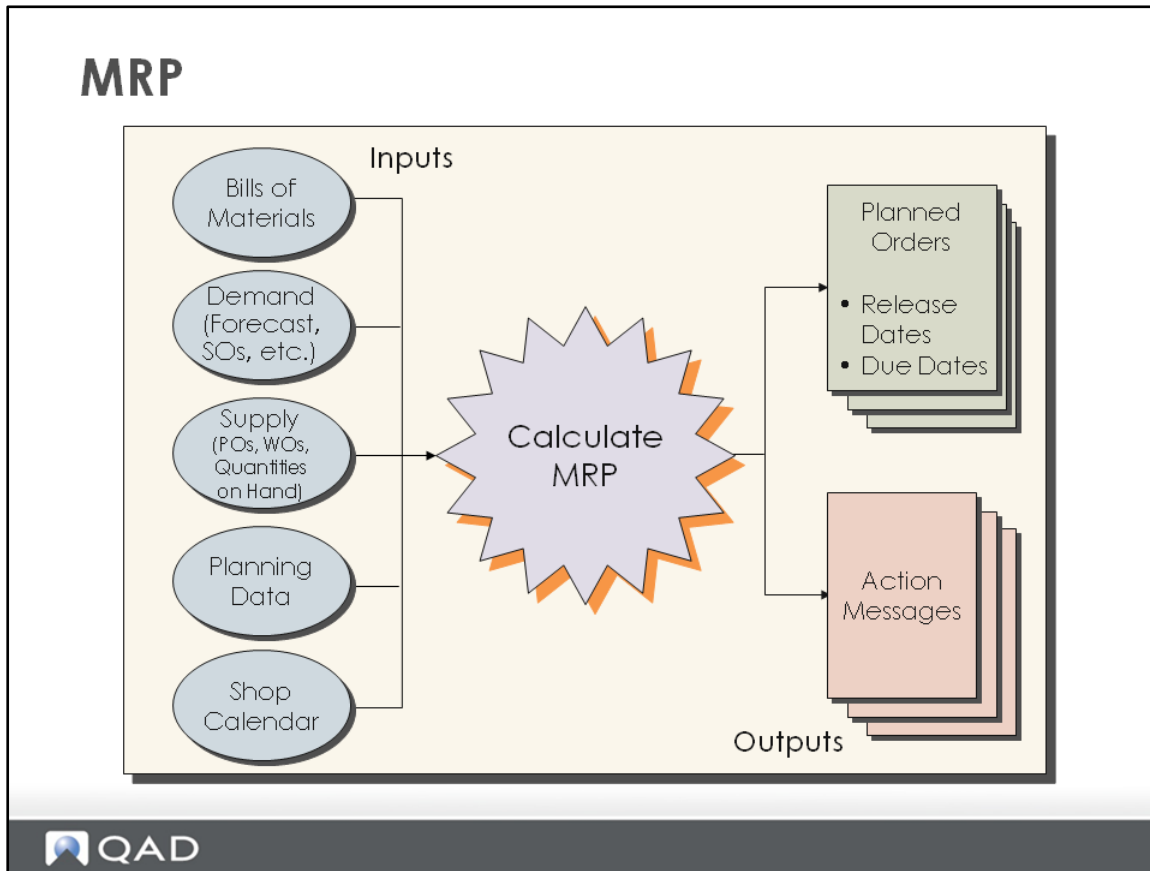 MRP
Inputs
Bills of
Materials
Demand
(Forecast,
SOs, etc.)
Supply
(POs, WOs,
Quantities
on Hand)
Planning
Data
Shop
Calendar
Calculate
MRP
Planned
Orders
• Release
Dates
• Due Dates
Action
Messages
Outputs
QAD